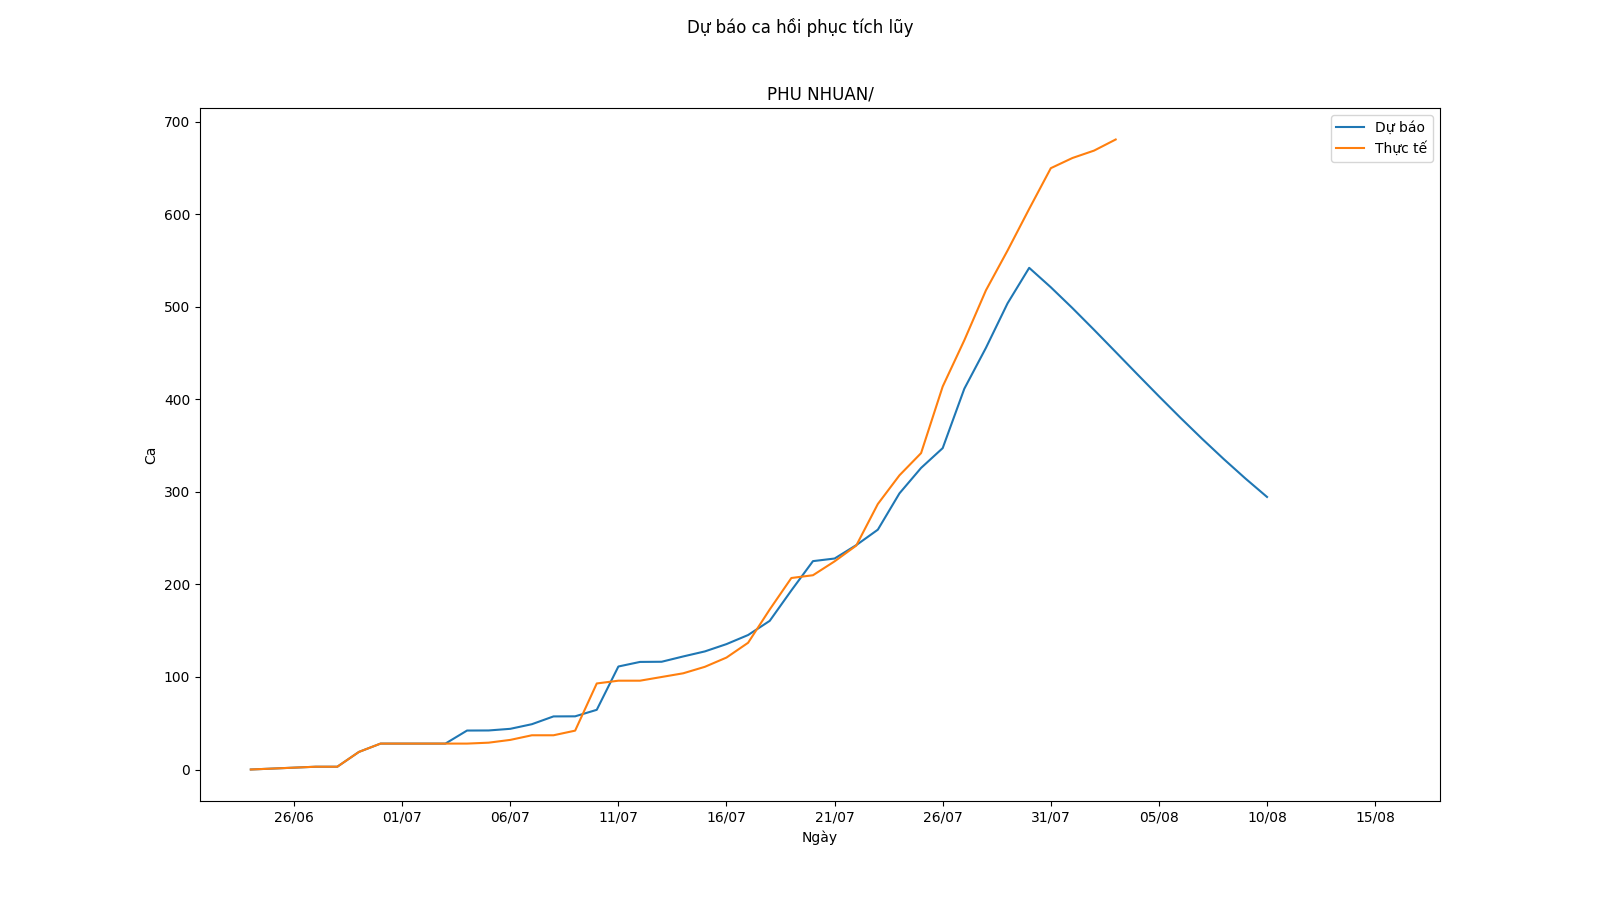 Dự báo ca hồi phục tích lũy
PHU NHUAN/
Dự báo
Thực tế
700
600
500
400
300
200
100
0
Ca
26/06 01/07 06/07 11/07 16/07 21/07 26/07 31/07 05/08 10/08 15/08
Ngày